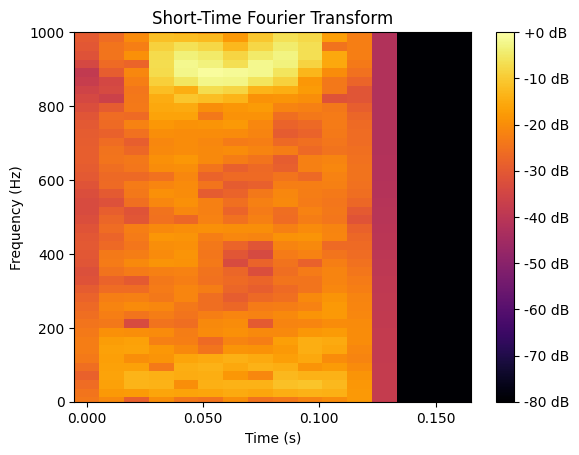 Short-Time Fourier Transform
1000
800
600
400
200
0
Frequency (Hz)
0.000
0.050
0.100
0.150
Time (s)
+0 dB
-10 dB
-20 dB
-30 dB
-40 dB
-50 dB
-60 dB
-70 dB
-80 dB